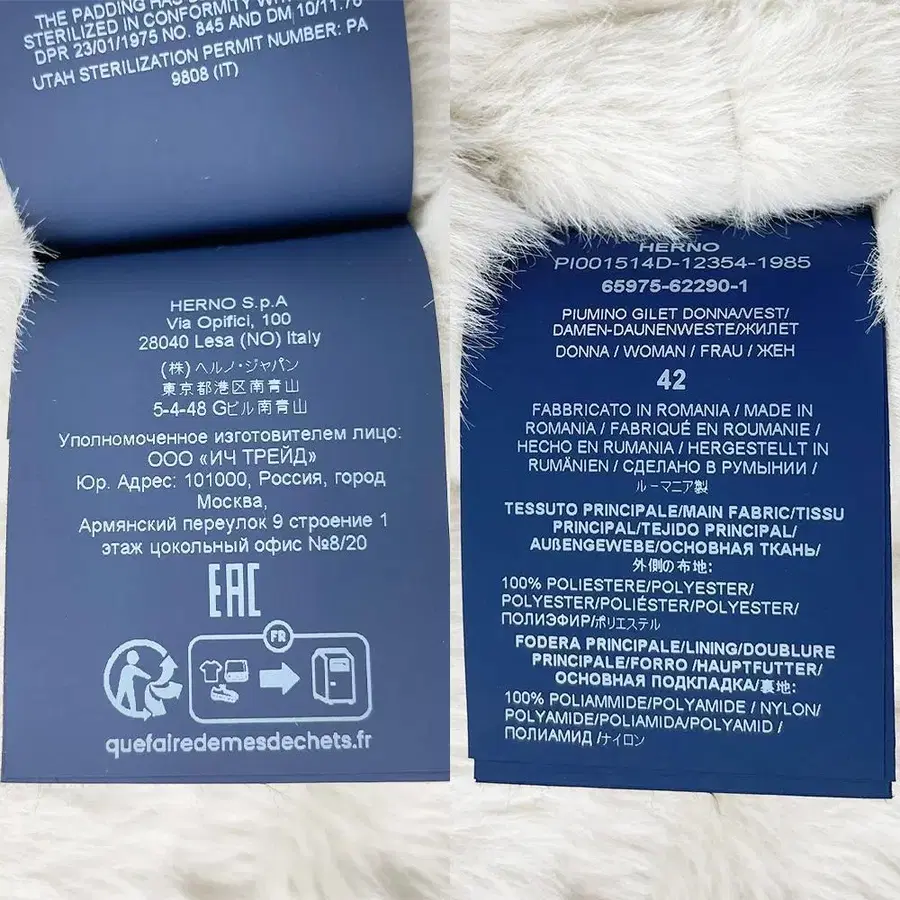 THE PADDING HAS
STERILIZED IN CONFORMITY
DPR 23/01/1975 NO. 845 AND DM 10/11.76
UTAH STERILIZATION PERMIT NUMBER: PA
9808 (IT)
HERNO S.p.A
Via Opifici, 100
28040 Lesa (NO) Italy
(株) ヘルノ・ジャパン
東京都港区南青山
5-4-48 Gビル南青山
Уполномоченное изготовителем лицо:
ООО «ИЧ ТРЕЙД»
Юр. Адрес: 101000, Россия, город
Москва,
Армянский переулок 9 строение 1
этаж цокольный офис №8/20
EAC
FR
quefairedemesdechets.fr
HERNO
PI001514D-12354-1985
65975-62290-1
PIUMINO GILET DONNA/VEST/
DAMEN-DAUNENWESTE/ЖИЛЕТ
DONNA / WOMAN / FRAU / ЖЕН
42
FABBRICATO IN ROMANIA / MADE IN
ROMANIA / FABRIQUÉ EN ROUMANIE /
HECHO EN RUMANIA / HERGESTELLT IN
RUMÄNIEN / СДЕЛАНО В РУМЫНИИ /
ルーマニア製
TESSUTO PRINCIPALE/MAIN FABRIC/TISSU
PRINCIPAL/TEJIDO PRINCIPAL/
AUßENGEWEBE/ОСНОВНАЯ ТКАНЬ/
外側の布地:
100% POLIESTERE/POLYESTER/
POLYESTER/POLIÉSTER/POLYESTER/
ПОЛИЭФИР/ポリエステル
FODERA PRINCIPALE/LINING/DOUBLURE
PRINCIPALE/FORRO /HAUPTFUTTER/
ОСНОВНАЯ ПОДКЛАДКА/裏地:
100% POLIAMMIDE/POLYAMIDE / NYLON/
POLYAMIDE/POLIAMIDA/POLYAMID /
ПОЛИАМИД /ナイロン